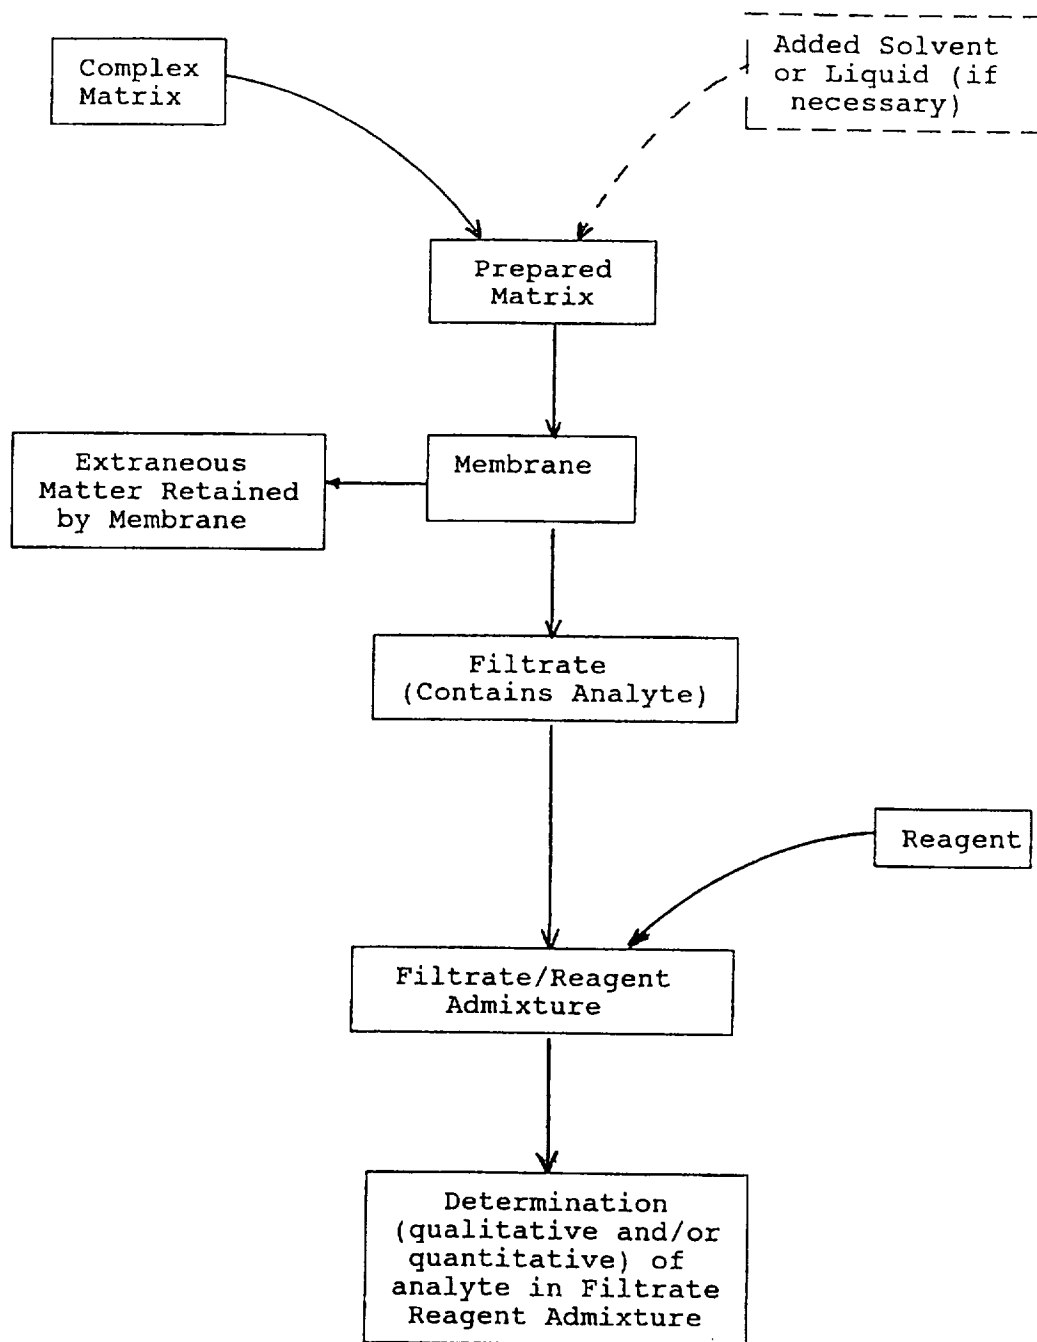 Complex
Matrix
Added Solvent
or Liquid (if
necessary)
Prepared
Matrix
Membrane
Extraneous
Matter Retained
by Membrane
Filtrate
(Contains Analyte)
Reagent
Filtrate/Reagent
Admixture
Determination
(qualitative and/or
quantitative) of
analyte in Filtrate
Reagent Admixture